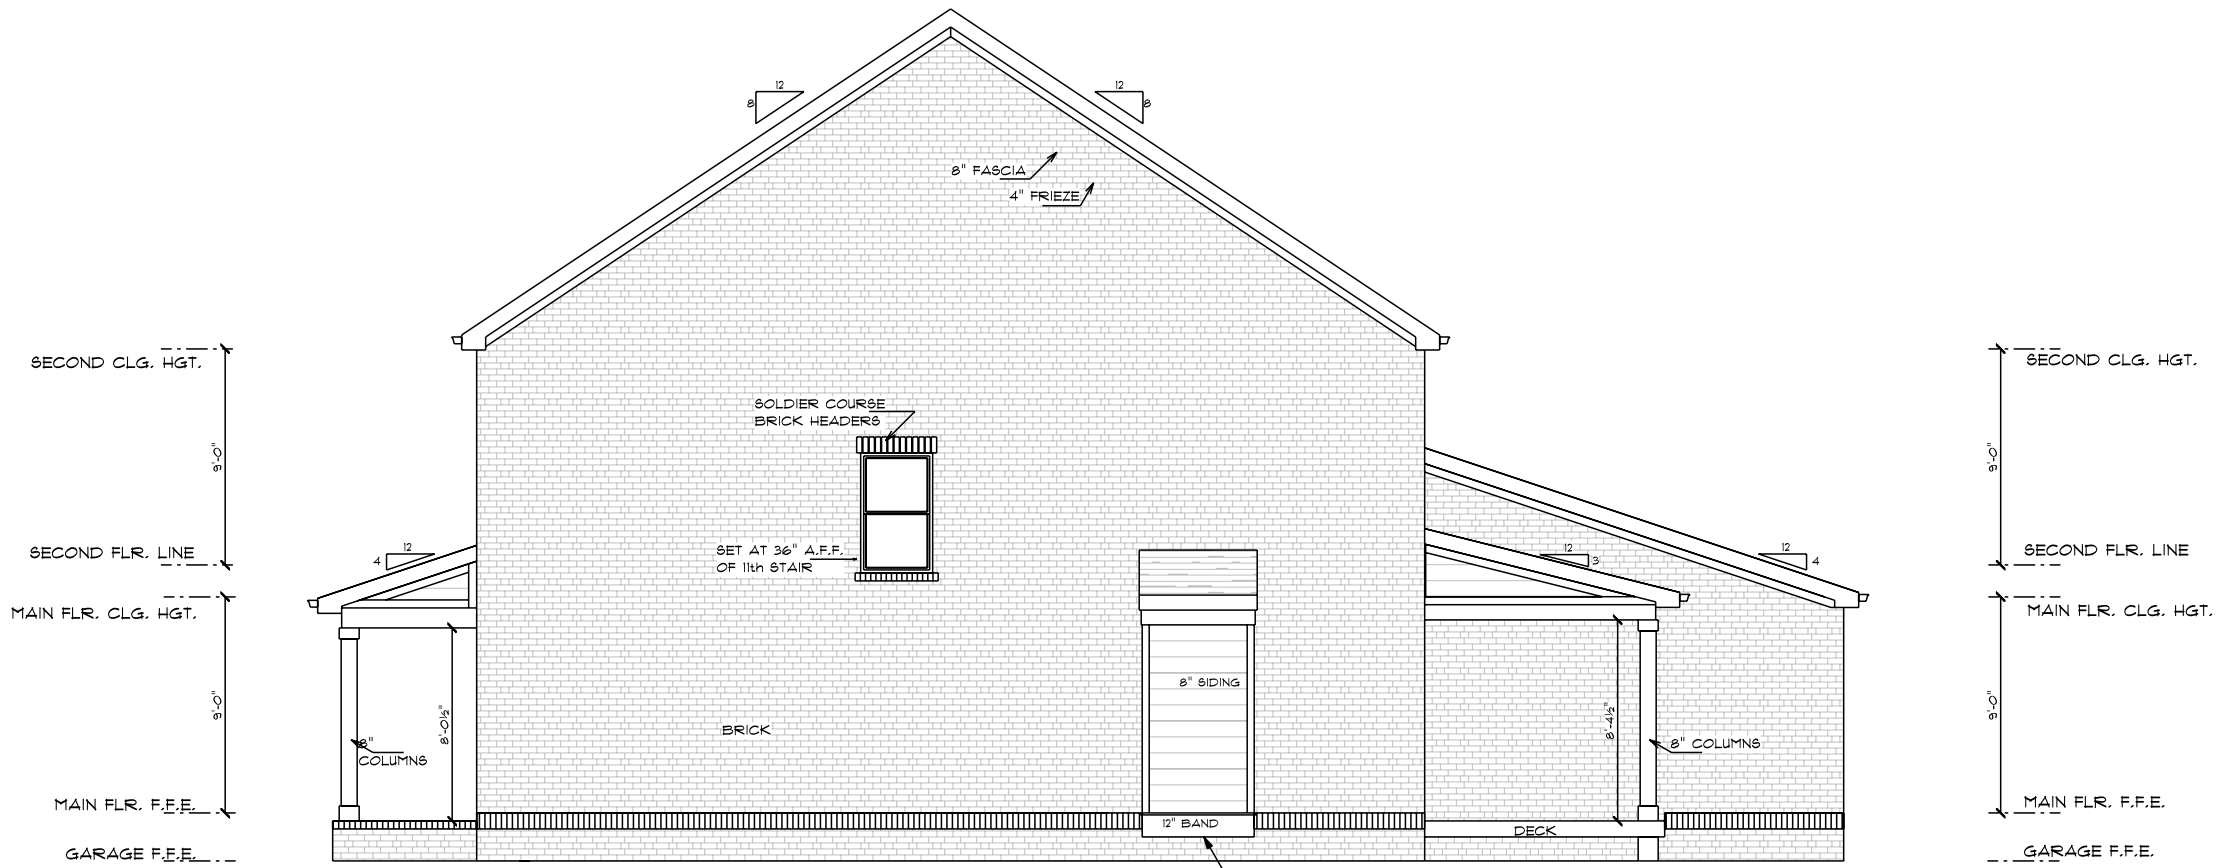 12
8
12
8
8" FASCIA
4" FRIEZE
SECOND CLG. HGT.
SECOND CLG. HGT.
SOLDIER COURSE
BRICK HEADERS
9'-0"
9'-0"
SET AT 36" A.F.F.
OF 11th STAIR
SECOND FLR. LINE
SECOND FLR. LINE
12
4
12
3
12
4
MAIN FLR. CLG. HGT.
MAIN FLR. CLG. HGT.
8" SIDING
9'-0"
8'-0½"
8'-4½"
9'-0"
BRICK
8"
COLUMNS
8" COLUMNS
MAIN FLR. F.F.E.
MAIN FLR. F.F.E.
12" BAND
DECK
GARAGE F.F.E.
GARAGE F.F.E.